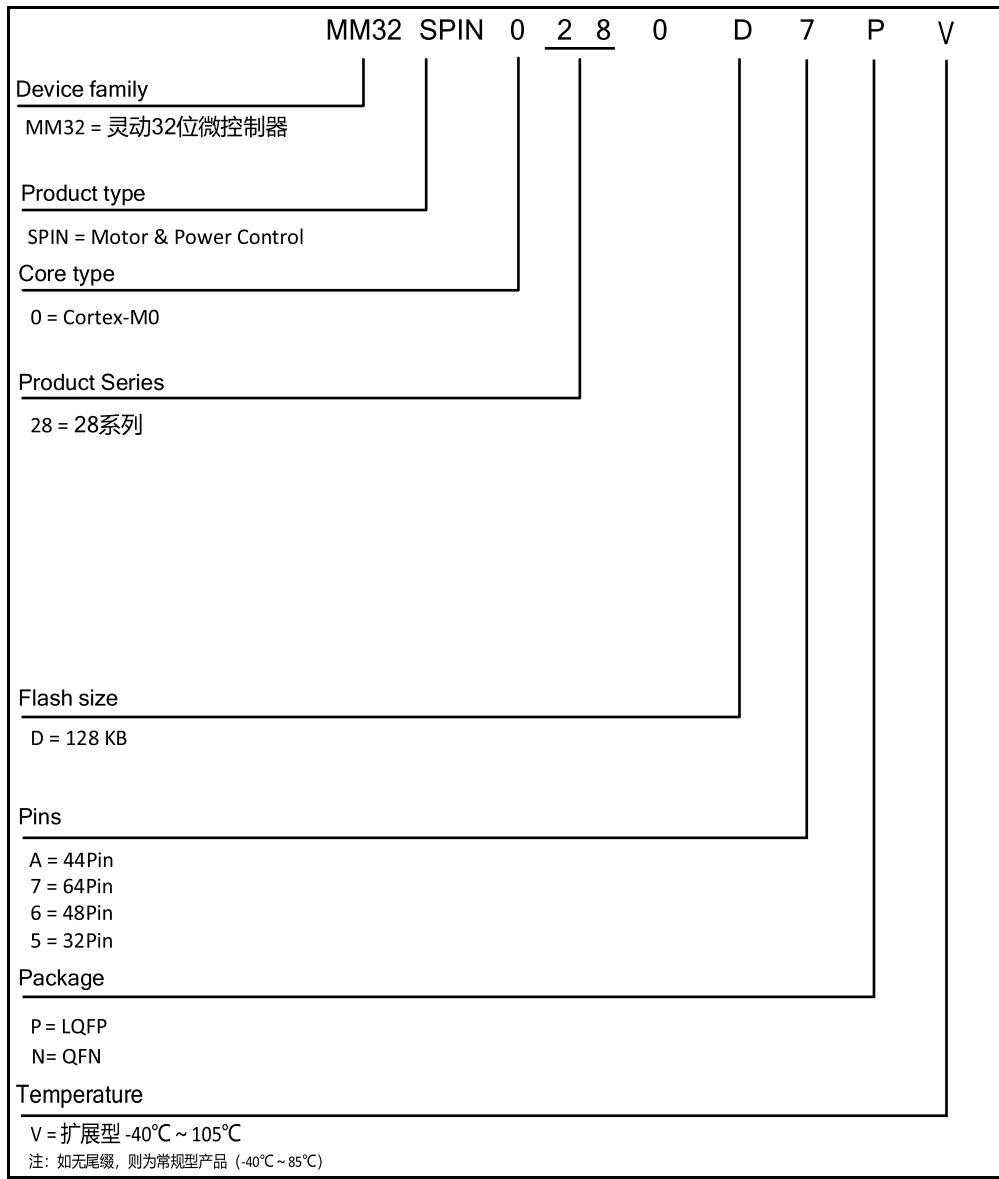 MM32 SPIN 0 2 8 0 D 7 P V
Device family
MM32 = 灵动32位微控制器
Product type
SPIN = Motor & Power Control
Core type
0 = Cortex-M0
Product Series
28 = 28系列
Flash size
D = 128 KB
Pins
A = 44Pin
7 = 64Pin
6 = 48Pin
5 = 32Pin
Package
P = LQFP
N= QFN
Temperature
V = 扩展型 -40℃ ~ 105℃
注：如无尾缀，则为常规型产品（-40℃ ~ 85℃）